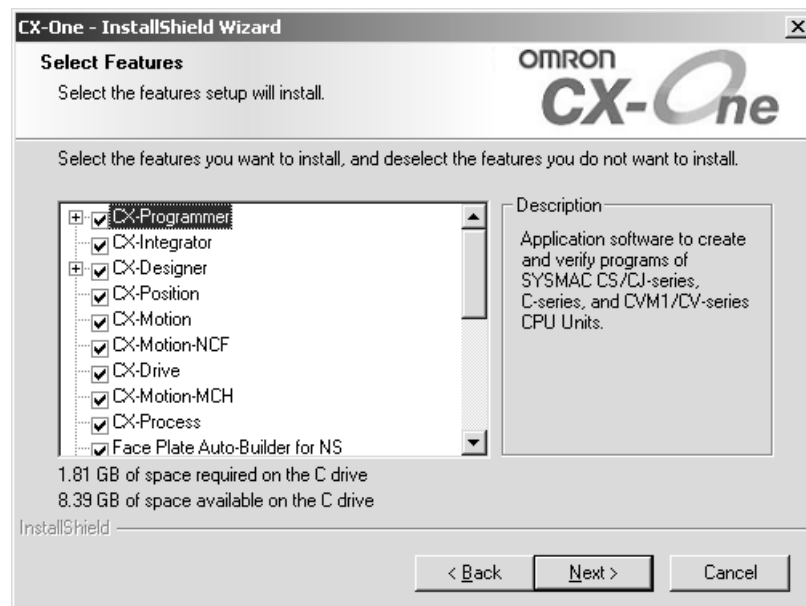 CX-One - InstallShield Wizard
Select Features
Select the features setup will install.
OMRON
CX-One
Select the features you want to install, and deselect the features you do not want to install.
CX-Programmer
CX-Integrator
CX-Designer
CX-Position
CX-Motion
CX-Motion-NCF
CX-Drive
CX-Motion-MCH
CX-Process
Face Plate Auto-Builder for NS
Description
Application software to create
and verify programs of
SYSMAC CS/CJ-series,
C-series, and CVM1/CV-series
CPU Units.
1.81 GB of space required on the C drive
8.39 GB of space available on the C drive
InstallShield
< Back
Next >
Cancel